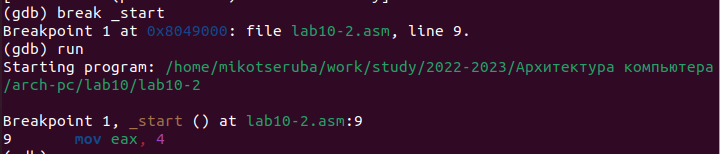 (gdb) break _start
Breakpoint 1 at 0x8049000: file lab10-2.asm, line 9.
(gdb) run
Starting program: /home/mikotseruba/work/study/2022-2023/Архитектура компьютера
/arch-pc/lab10/lab10-2

Breakpoint 1, _start () at lab10-2.asm:9
9       mov eax, 4